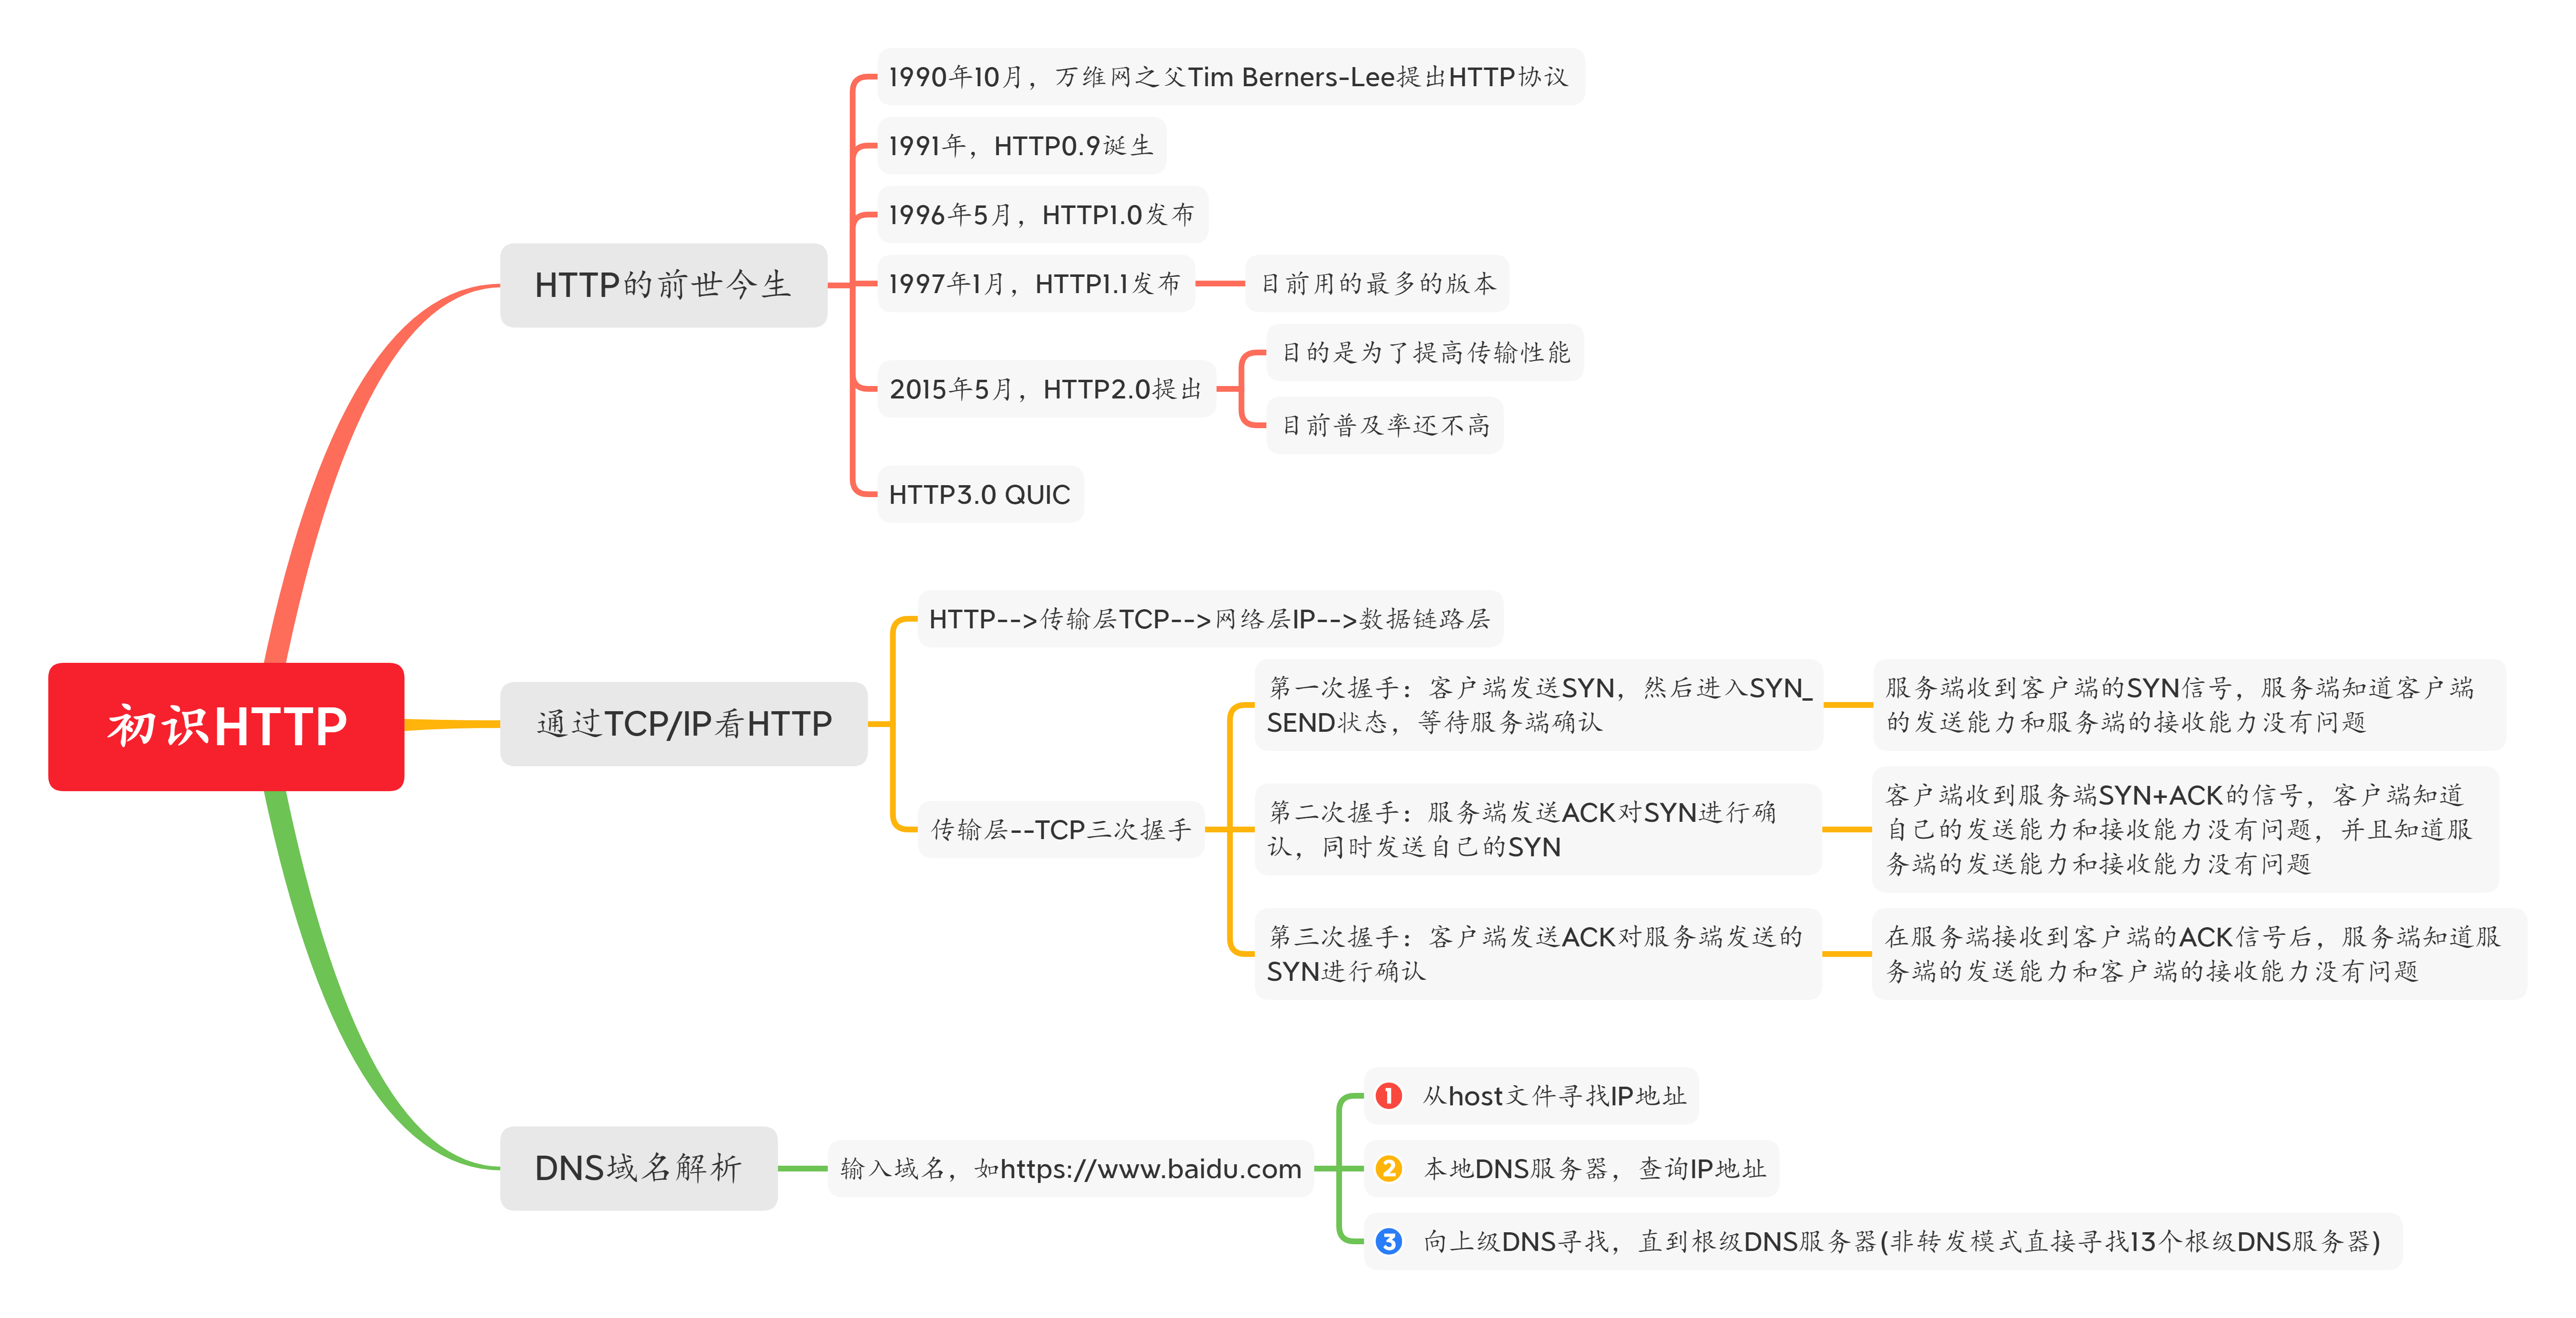 初识HTTP
HTTP的前世今生
1990年10月，万维网之父Tim Berners-Lee提出HTTP协议
1991年，HTTP0.9诞生
1996年5月，HTTP1.0发布
1997年1月，HTTP1.1发布
目前用的最多的版本
2015年5月，HTTP2.0提出
目的是为了提高传输性能
目前普及率还不高
HTTP3.0 QUIC
通过TCP/IP看HTTP
HTTP-->传输层TCP-->网络层IP-->数据链路层
传输层--TCP三次握手
第一次握手：客户端发送SYN，然后进入SYN_
SEND状态，等待服务端确认
服务端收到客户端的SYN信号，服务端知道客户端
的发送能力和服务端的接收能力没有问题
第二次握手：服务端发送ACK对SYN进行确
认，同时发送自己的SYN
客户端收到服务端SYN+ACK的信号，客户端知道
自己的发送能力和接收能力没有问题，并且知道服
务端的发送能力和接收能力没有问题
第三次握手：客户端发送ACK对服务端发送的
SYN进行确认
在服务端接收到客户端的ACK信号后，服务端知道服
务端的发送能力和客户端的接收能力没有问题
DNS域名解析
输入域名，如https://www.baidu.com
1 从host文件寻找IP地址
2 本地DNS服务器，查询IP地址
3 向上级DNS寻找，直到根级DNS服务器(非转发模式直接寻找13个根级DNS服务器)